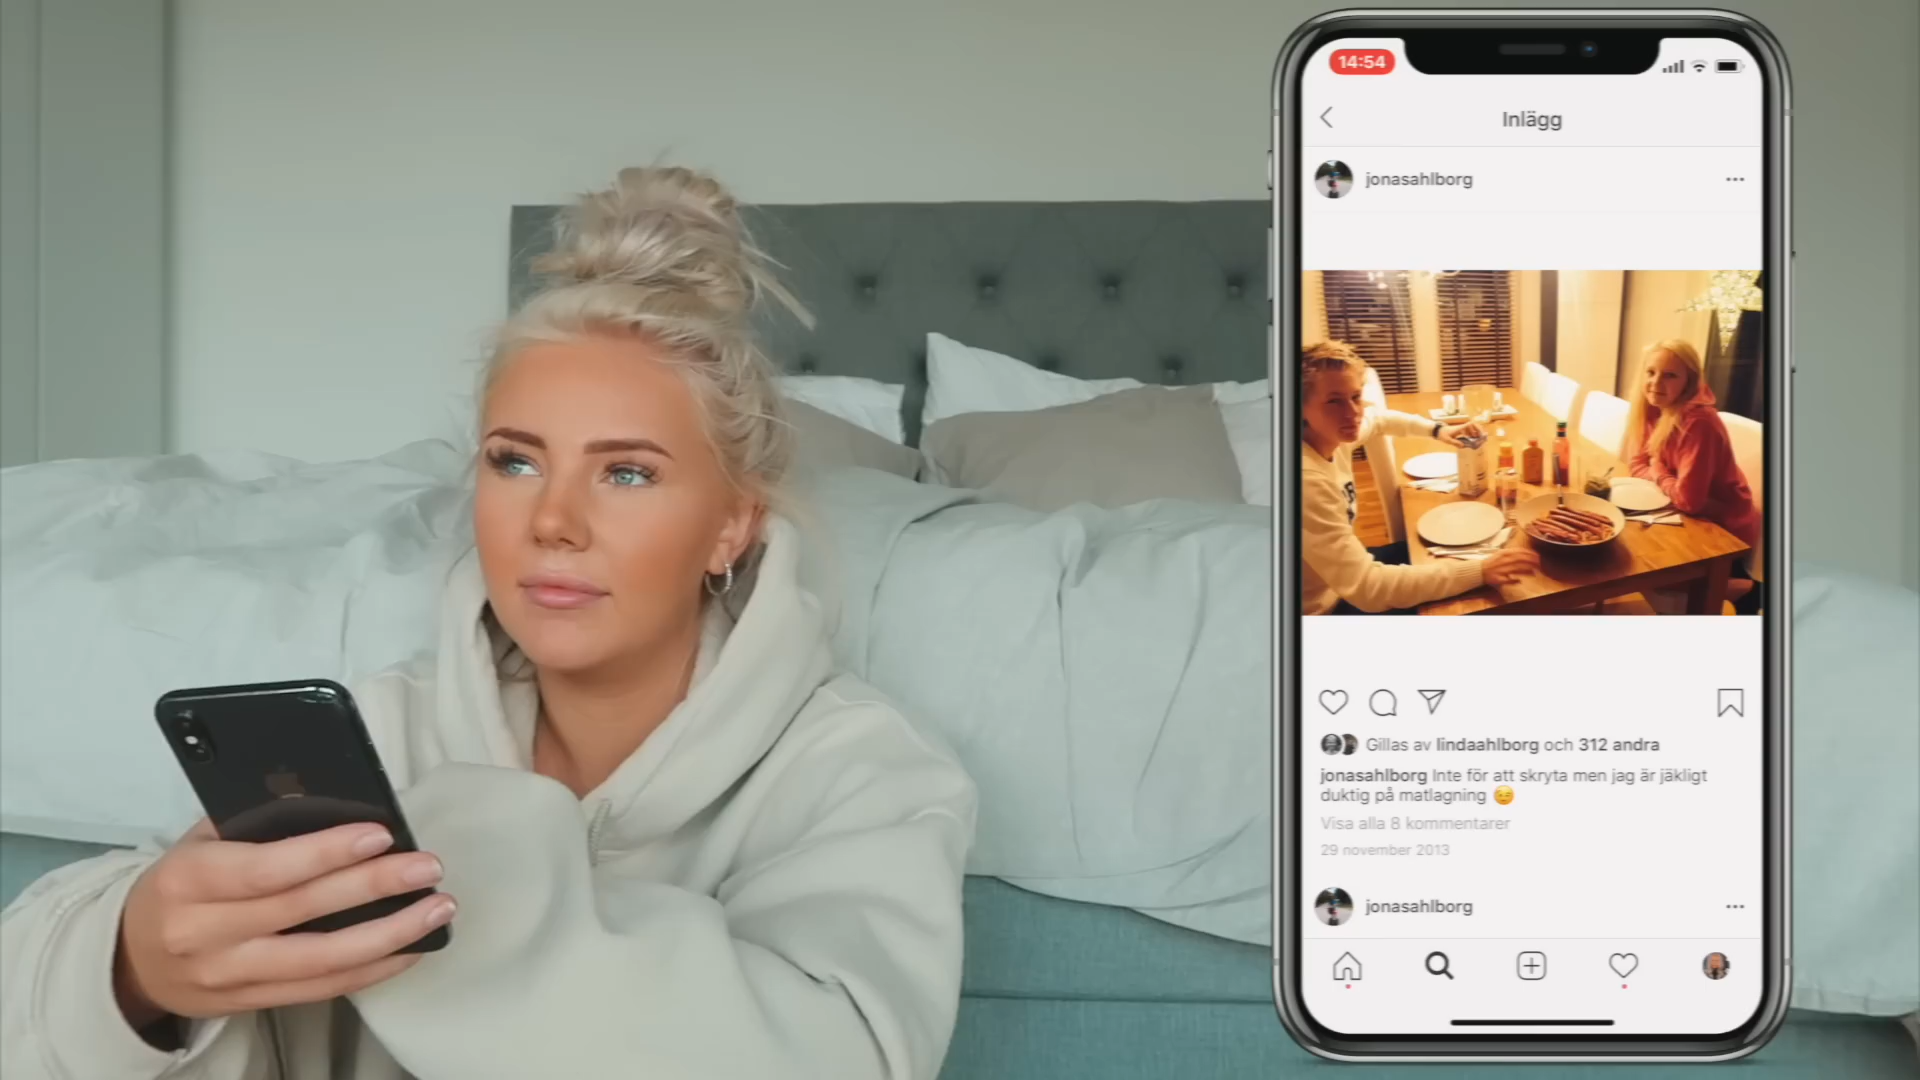 14:54
Inlägg
jonasahlborg
Gillas av lindaahlborg och 312 andra
jonasahlborg Inte för att skryta men jag är jäkligt
duktig på matlagning 😉
Visa alla 8 kommentarer
29 november 2013
jonasahlborg